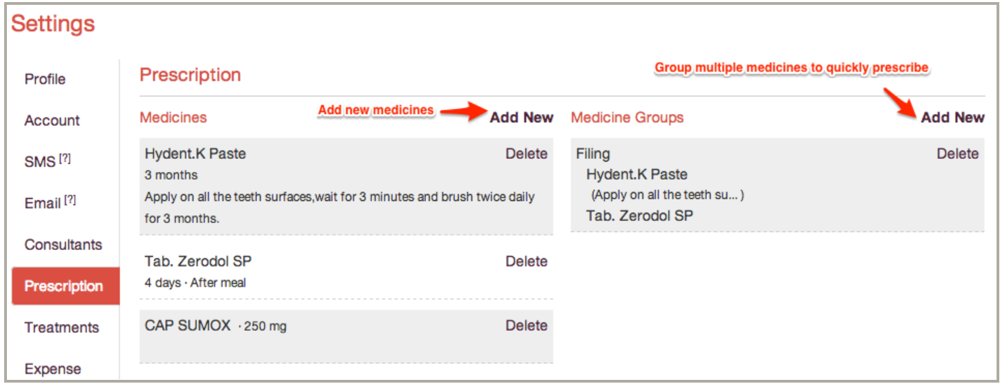 Settings
Profile
Account
SMS [?]
Email [?]
Consultants
Prescription
Treatments
Expense
Prescription
Group multiple medicines to quickly prescribe
Medicines
Add new medicines
Add New
Hydent.K Paste
Delete
3 months
Apply on all the teeth surfaces,wait for 3 minutes and brush twice daily
for 3 months.
Tab. Zerodol SP
Delete
4 days · After meal
CAP SUMOX · 250 mg
Delete
Medicine Groups
Add New
Filing
Delete
Hydent.K Paste
(Apply on all the teeth su... )
Tab. Zerodol SP